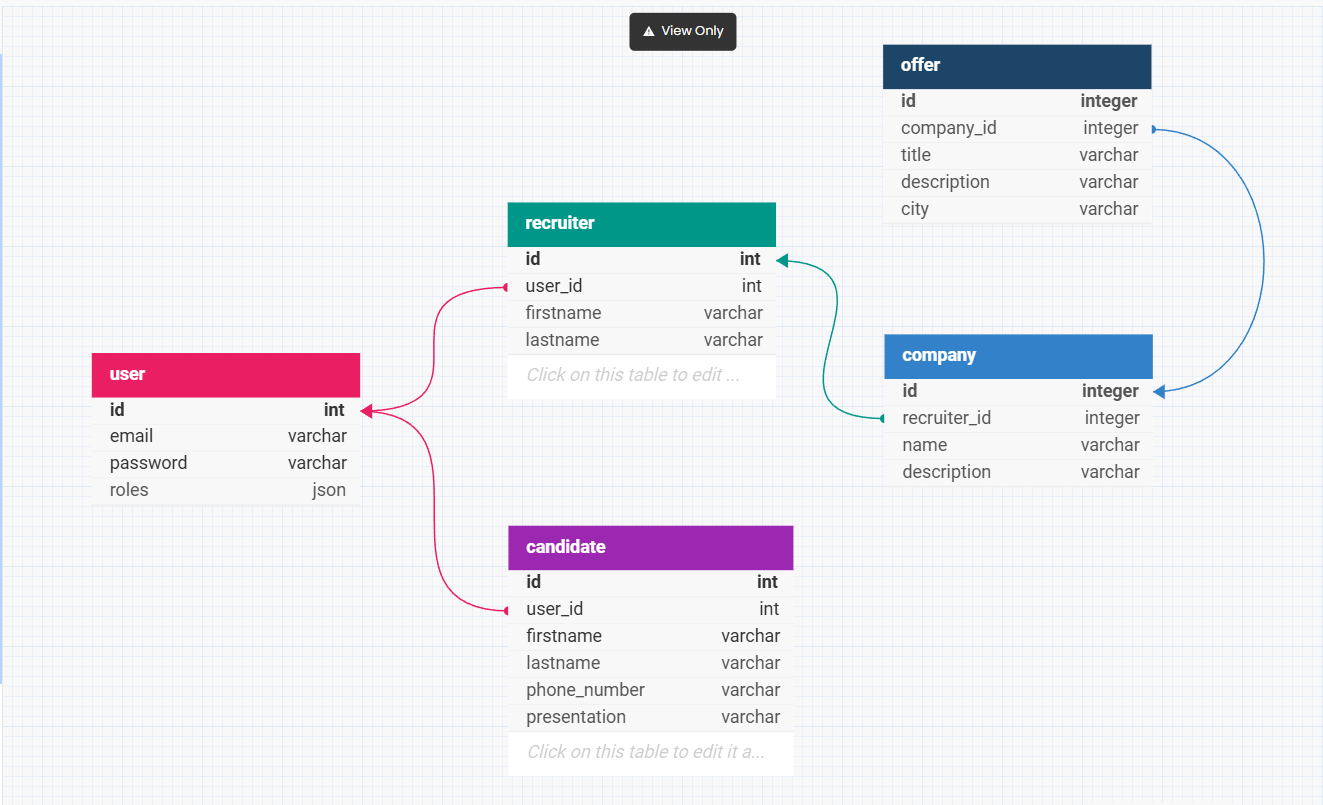 View Only
offer
id integer
company_id integer
title varchar
description varchar
city varchar
recruiter
id int
user_id int
firstname varchar
lastname varchar
Click on this table to edit ...
user
id int
email varchar
password varchar
roles json
company
id integer
recruiter_id integer
name varchar
description varchar
candidate
id int
user_id int
firstname varchar
lastname varchar
phone_number varchar
presentation varchar
Click on this table to edit it a...